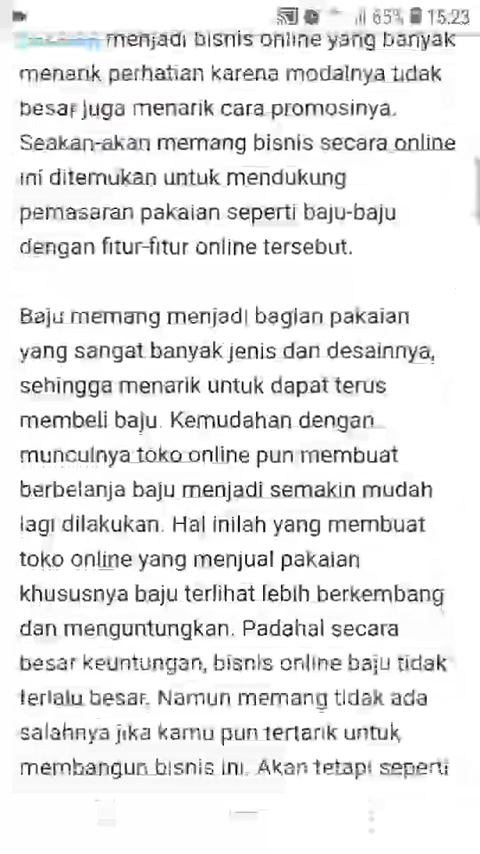 65% 15.23
menjadi bisnis online yang banyak
menarik perhatian karena modalnya tidak
besar juga menarik cara promosinya.
Seakan-akan memang bisnis secara online
ini ditemukan untuk mendukung
pemasaran pakaian seperti baju-baju
dengan fitur-fitur online tersebut.
Baju memang menjadi bagian pakaian
yang sangat banyak jenis dan desainnya,
sehingga menarik untuk dapat terus
membeli baju. Kemudahan dengan
munculnya toko online pun membuat
berbelanja baju menjadi semakin mudah
lagi dilakukan. Hal inilah yang membuat
toko online yang menjual pakaian
khususnya baju terlihat lebih berkembang
dan menguntungkan. Padahal secara
besar keuntungan, bisnis online baju tidak
terlalu besar. Namun memang tidak ada
salahnya jika kamu pun tertarik untuk
membangun bisnis ini. Akan tetapi seperti